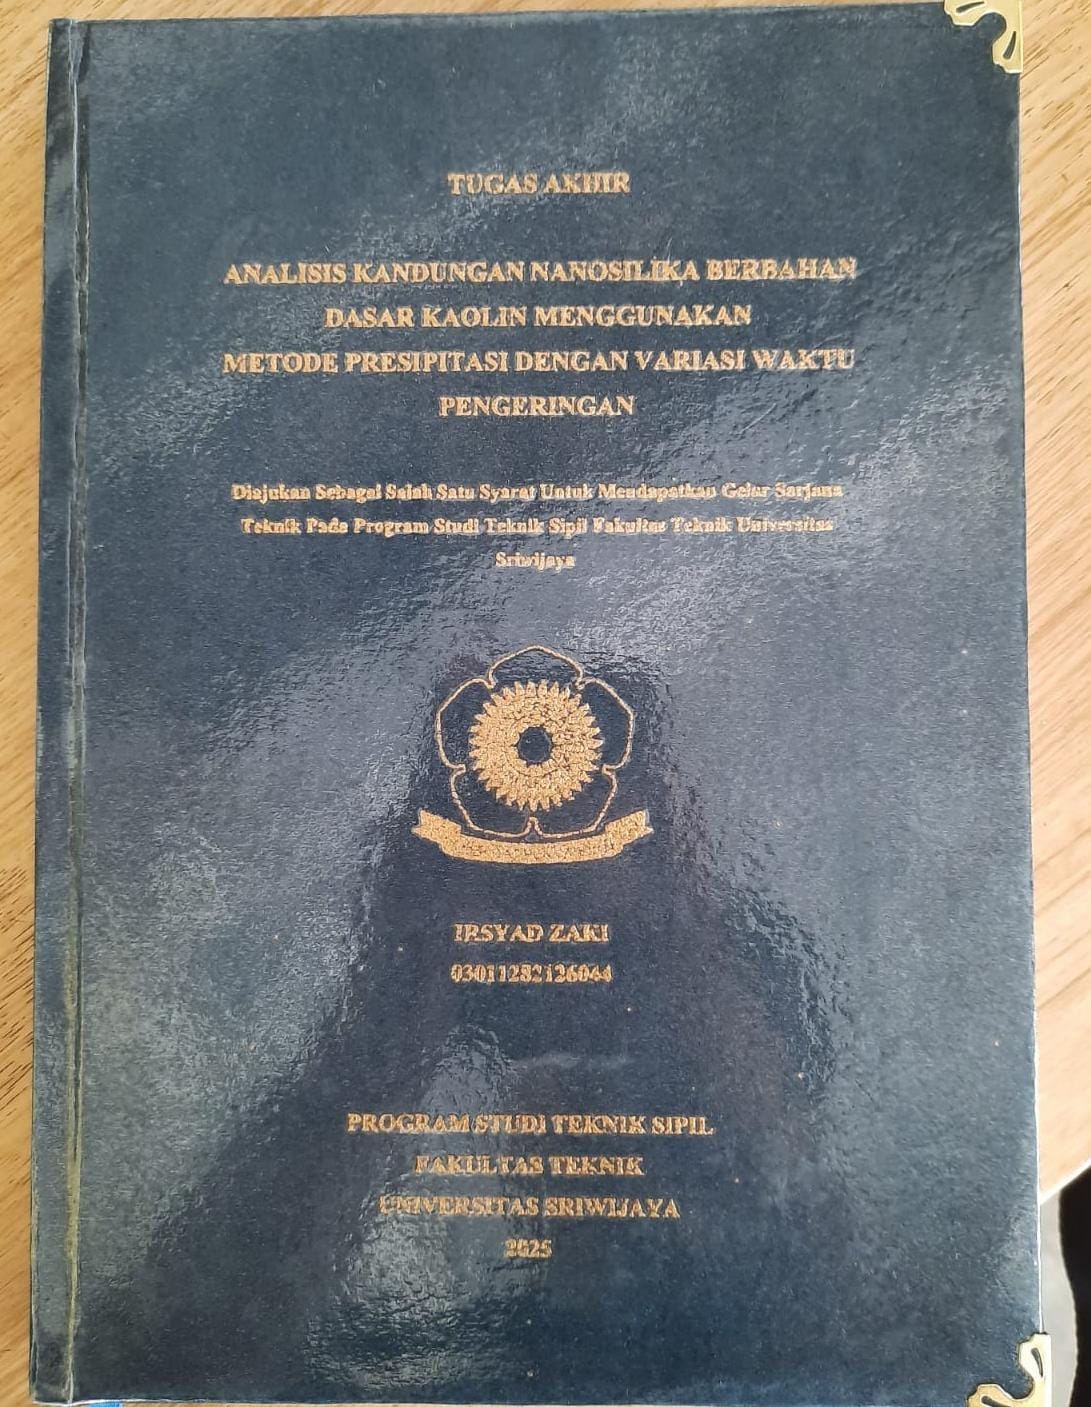 TUGAS AKHIR
ANALISIS KANDUNGAN NANOSILIKA BERBAHAN
DASAR KAOLIN MENGGUNAKAN
METODE PRESIPITASI DENGAN VARIASI WAKTU
PENGERINGAN
Diajukan Sebagai Salah Satu Syarat Untuk Mendapatkan Gelar Sarjana
Teknik Pada Program Studi Teknik Sipil Fakultas Teknik Universitas
Sriwijaya
IRSYAD ZAKI
03011282126044
PROGRAM STUDI TEKNIK SIPIL
FAKULTAS TEKNIK
UNIVERSITAS SRIWIJAYA
2025